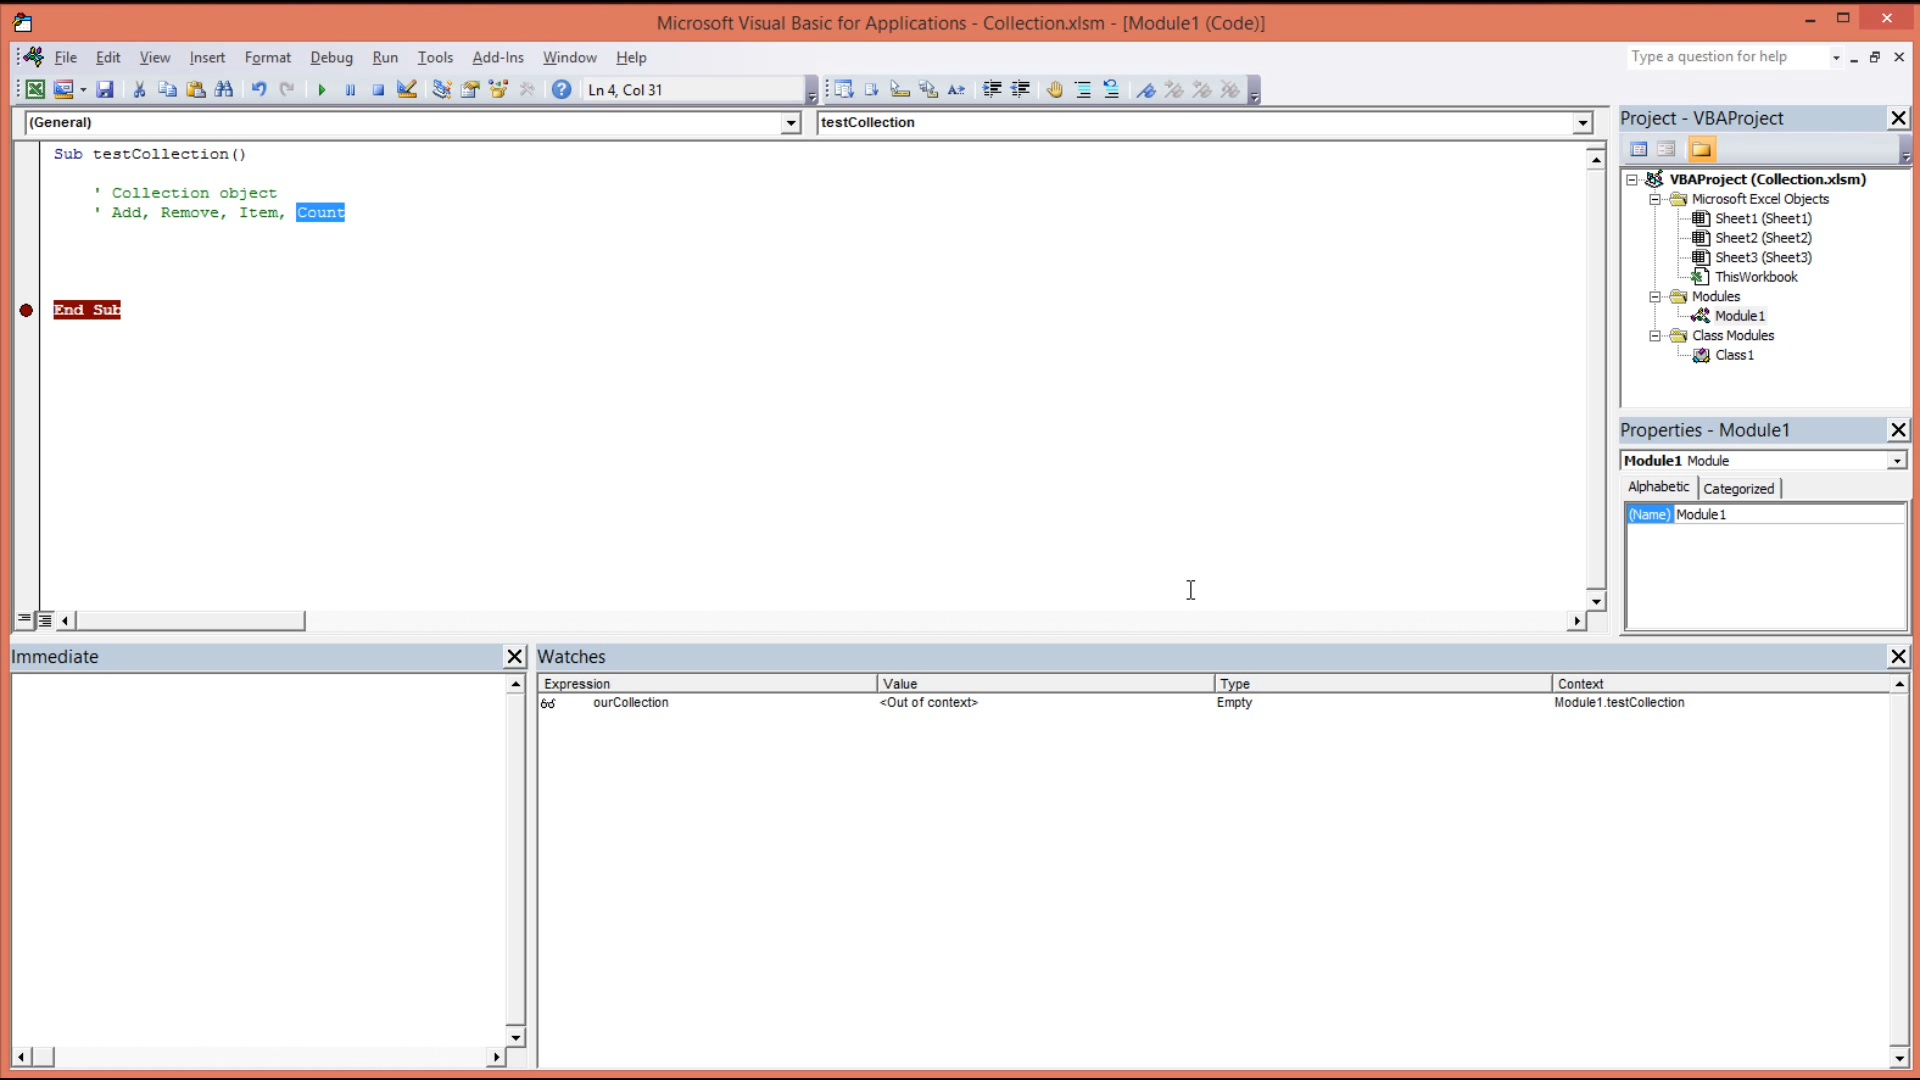 Microsoft Visual Basic for Applications - Collection.xlsm - [Module1 (Code)]
File Edit View Insert Format Debug Run Tools Add-Ins Window Help
Type a question for help
Ln 4, Col 31
(General)
testCollection
Sub testCollection()
' Collection object
' Add, Remove, Item, Count
End Sub
Project - VBAProject
VBAProject (Collection.xlsm)
Microsoft Excel Objects
Sheet1 (Sheet1)
Sheet2 (Sheet2)
Sheet3 (Sheet3)
ThisWorkbook
Modules
Module1
Class Modules
Class1
Properties - Module1
Module1 Module
Alphabetic Categorized
(Name) Module1
Immediate
Watches
Expression Value Type Context
ourCollection <Out of context> Empty Module1.testCollection